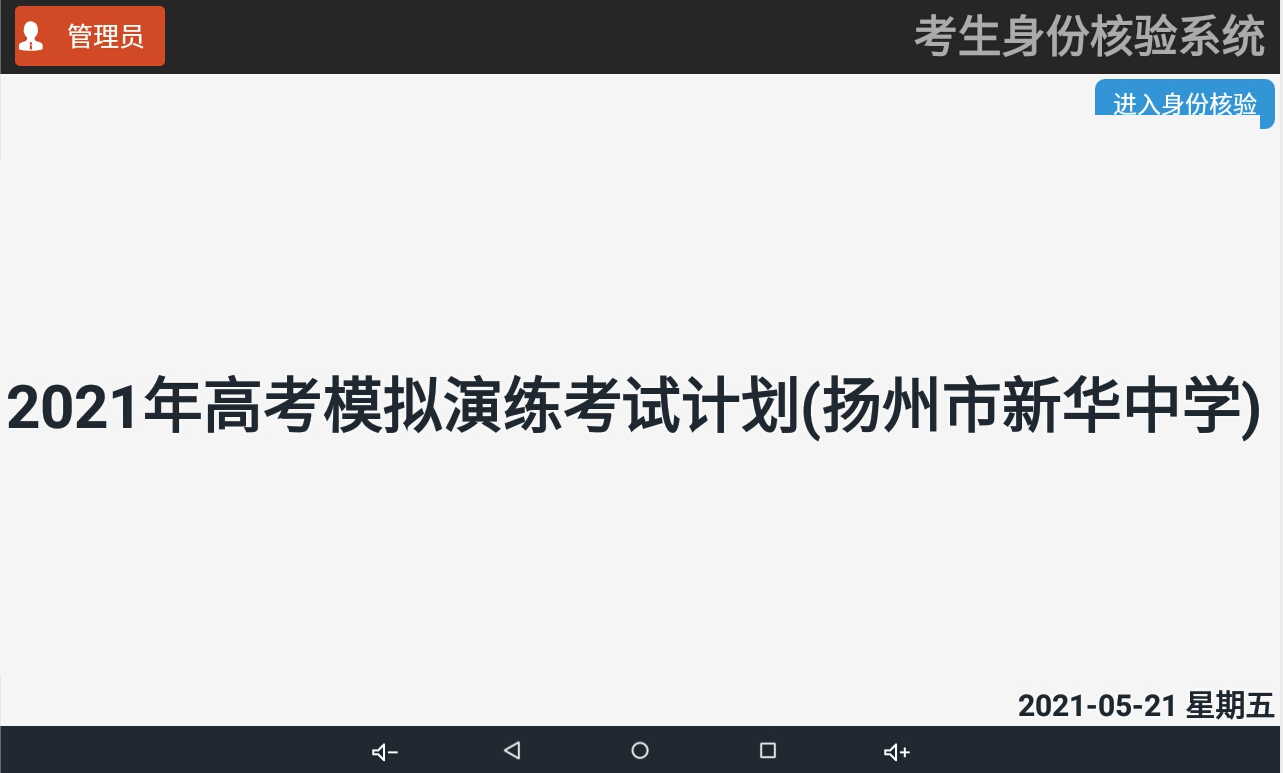 管理员
考生身份核验系统
进入身份核验
2021年高考模拟演练考试计划(扬州市新华中学)
2021-05-21 星期五